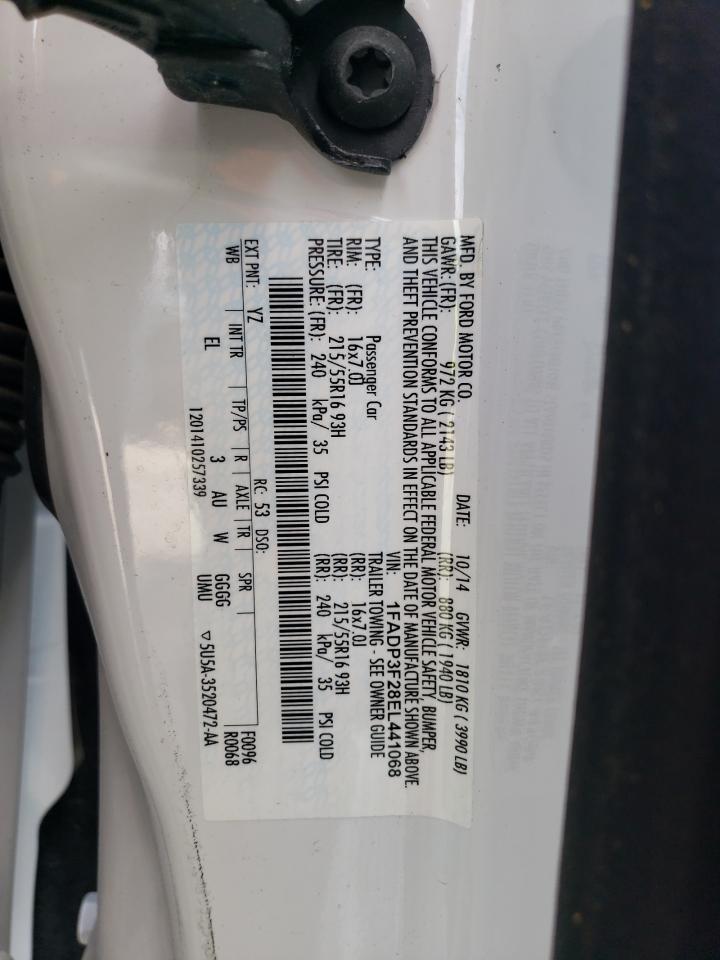 MFD. BY FORD MOTOR CO. DATE: 10/14 GVWR: 1810 KG ( 3990 LB)
GAWR: (FR): 972 KG ( 2143 LB) (RR): 880 KG ( 1940 LB)
THIS VEHICLE CONFORMS TO ALL APPLICABLE FEDERAL MOTOR VEHICLE SAFETY, BUMPER,
AND THEFT PREVENTION STANDARDS IN EFFECT ON THE DATE OF MANUFACTURE SHOWN ABOVE.
VIN: 1FADP3F28EL441068
TYPE: Passenger Car TRAILER TOWING - SEE OWNER GUIDE
RIM: (FR): 16x7.0J (RR): 16x7.0J
TIRE: (FR): 215/55R16 93H (RR): 215/55R16 93H
PRESSURE: (FR): 240 kPa/ 35 PSI COLD (RR): 240 kPa/ 35 PSI COLD
EXT PNT: YZ RC: 53 DSO: F0096
WB INT TR TP/PS R AXLE TR SPR R0068
EL 3 AU W GGGG
UMU
1201410257339 ▽5U5A-3520472-AA